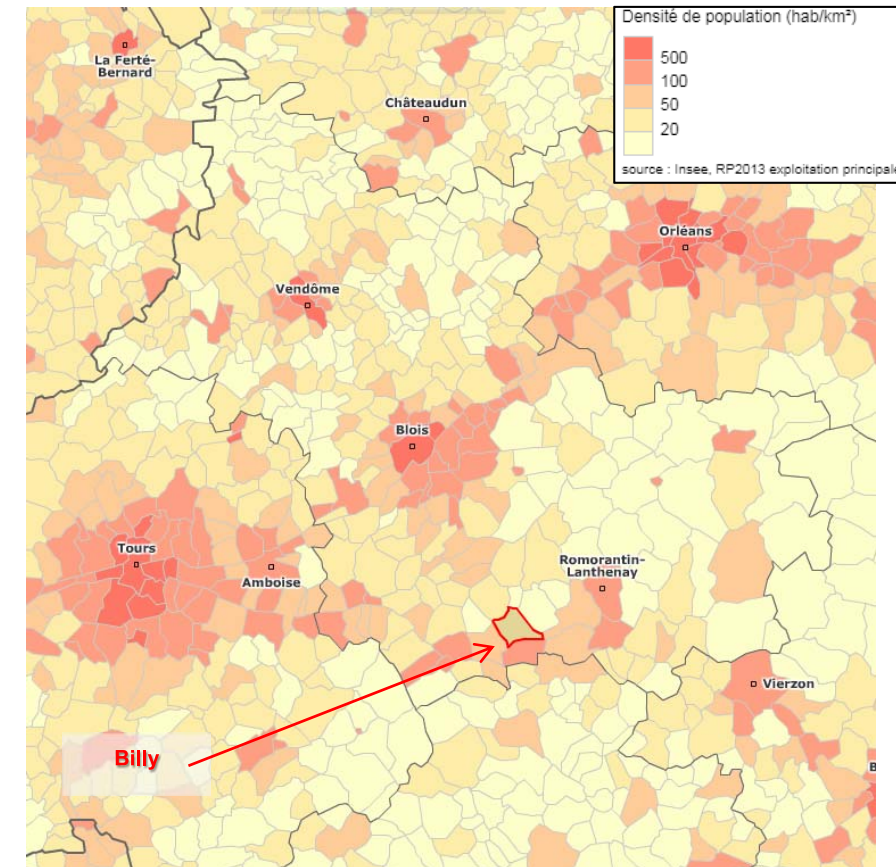 Densité de population (hab/km²)
500
100
50
20
source : Insee, RP2013 exploitation principale
La Ferté-
Bernard
Châteaudun
Orléans
Vendôme
Blois
Tours
Amboise
Romorantin-
Lanthenay
Vierzon
Billy
B